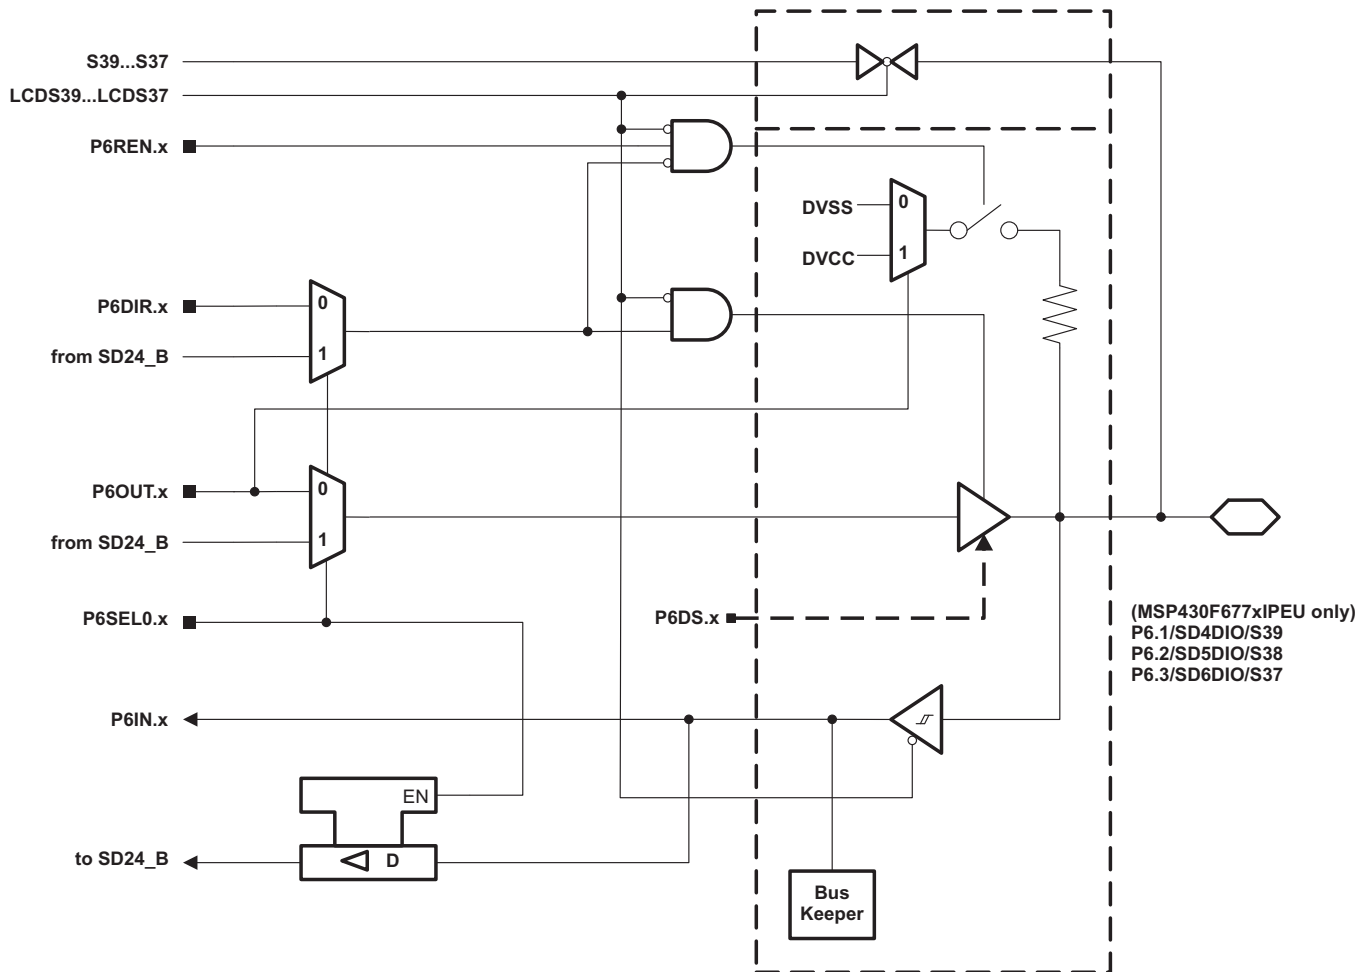 S39...S37
LCDS39...LCDS37
P6REN.x
DVSS
0
DVCC
1
P6DIR.x
0
from SD24_B
1
P6OUT.x
0
from SD24_B
1
P6SEL0.x
P6DS.x
(MSP430F677xIPEU only)
P6.1/SD4DIO/S39
P6.2/SD5DIO/S38
P6.3/SD6DIO/S37
P6IN.x
EN
to SD24_B
D
Bus
Keeper